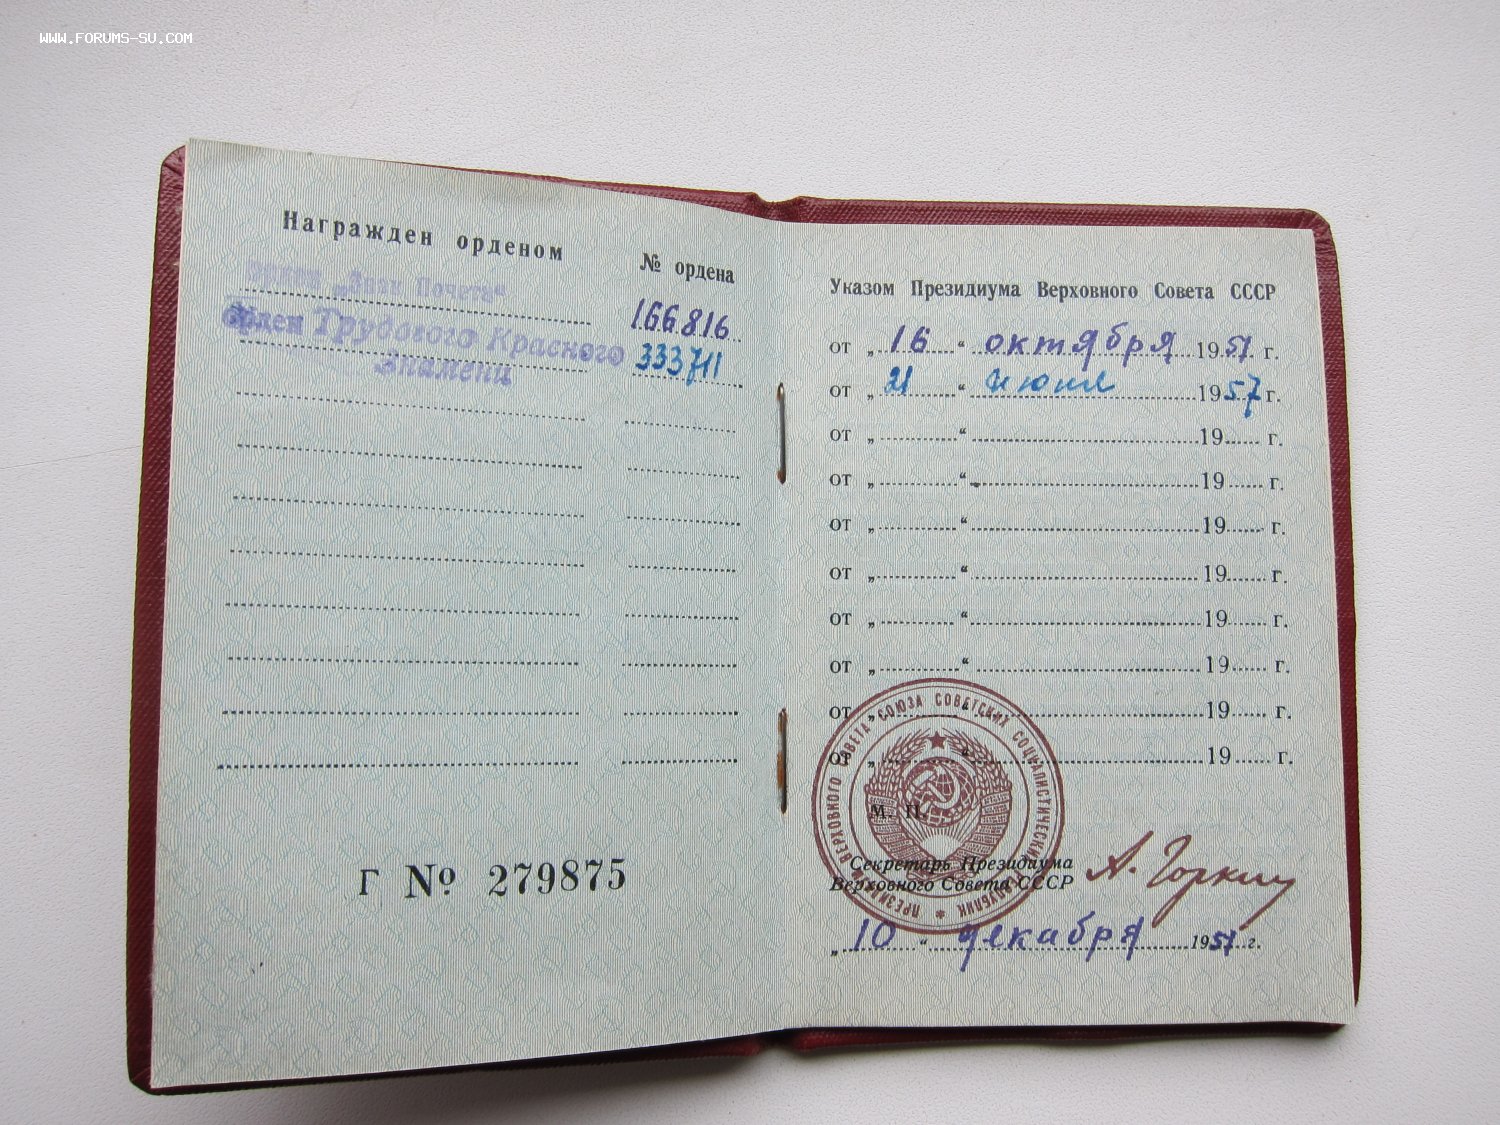 WWW.FORUMS-SU.COM
Награжден орденом № ордена
орден „Знак Почета“ 166816
орден Трудового Красного Знамени 333711
Г № 279875
Указом Президиума Верховного Совета СССР
от „ 16 “ октября 1951 г.
от „ 21 “ июня 1957 г.
от „ “ 19 г.
от „ “ 19 г.
от „ “ 19 г.
от „ “ 19 г.
от „ “ 19 г.
от „ “ 19 г.
от „ “ 19 г.
от „ “ 19 г.
ПРЕЗИДИУМ ВЕРХОВНОГО СОВЕТА СОЮЗА СОВЕТСКИХ СОЦИАЛИСТИЧЕСКИХ РЕСПУБЛИК
М. П.
Секретарь Президиума
Верховного Совета СССР
А. Горкин
„ 10 “ декабря 1951 г.